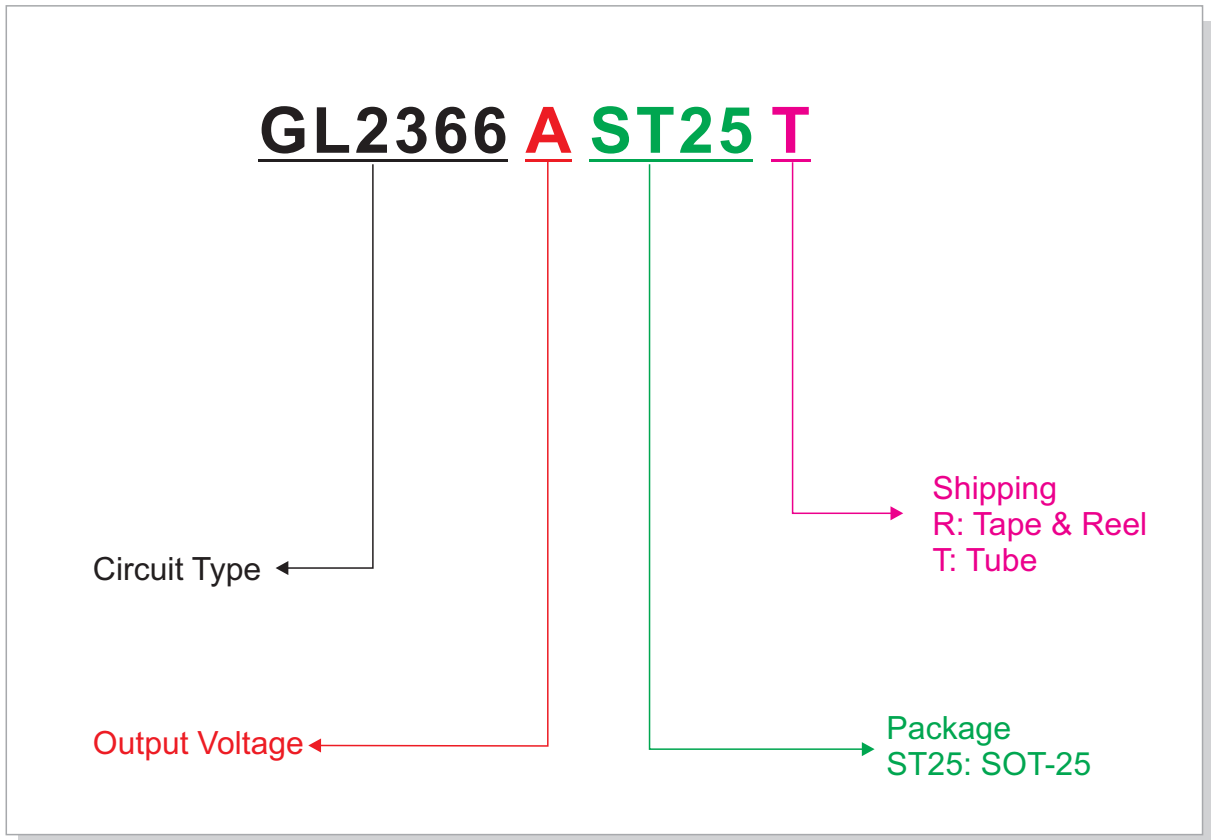 GL2366 A ST25 T
Shipping
R: Tape & Reel
T: Tube
Circuit Type
Output Voltage
Package
ST25: SOT-25